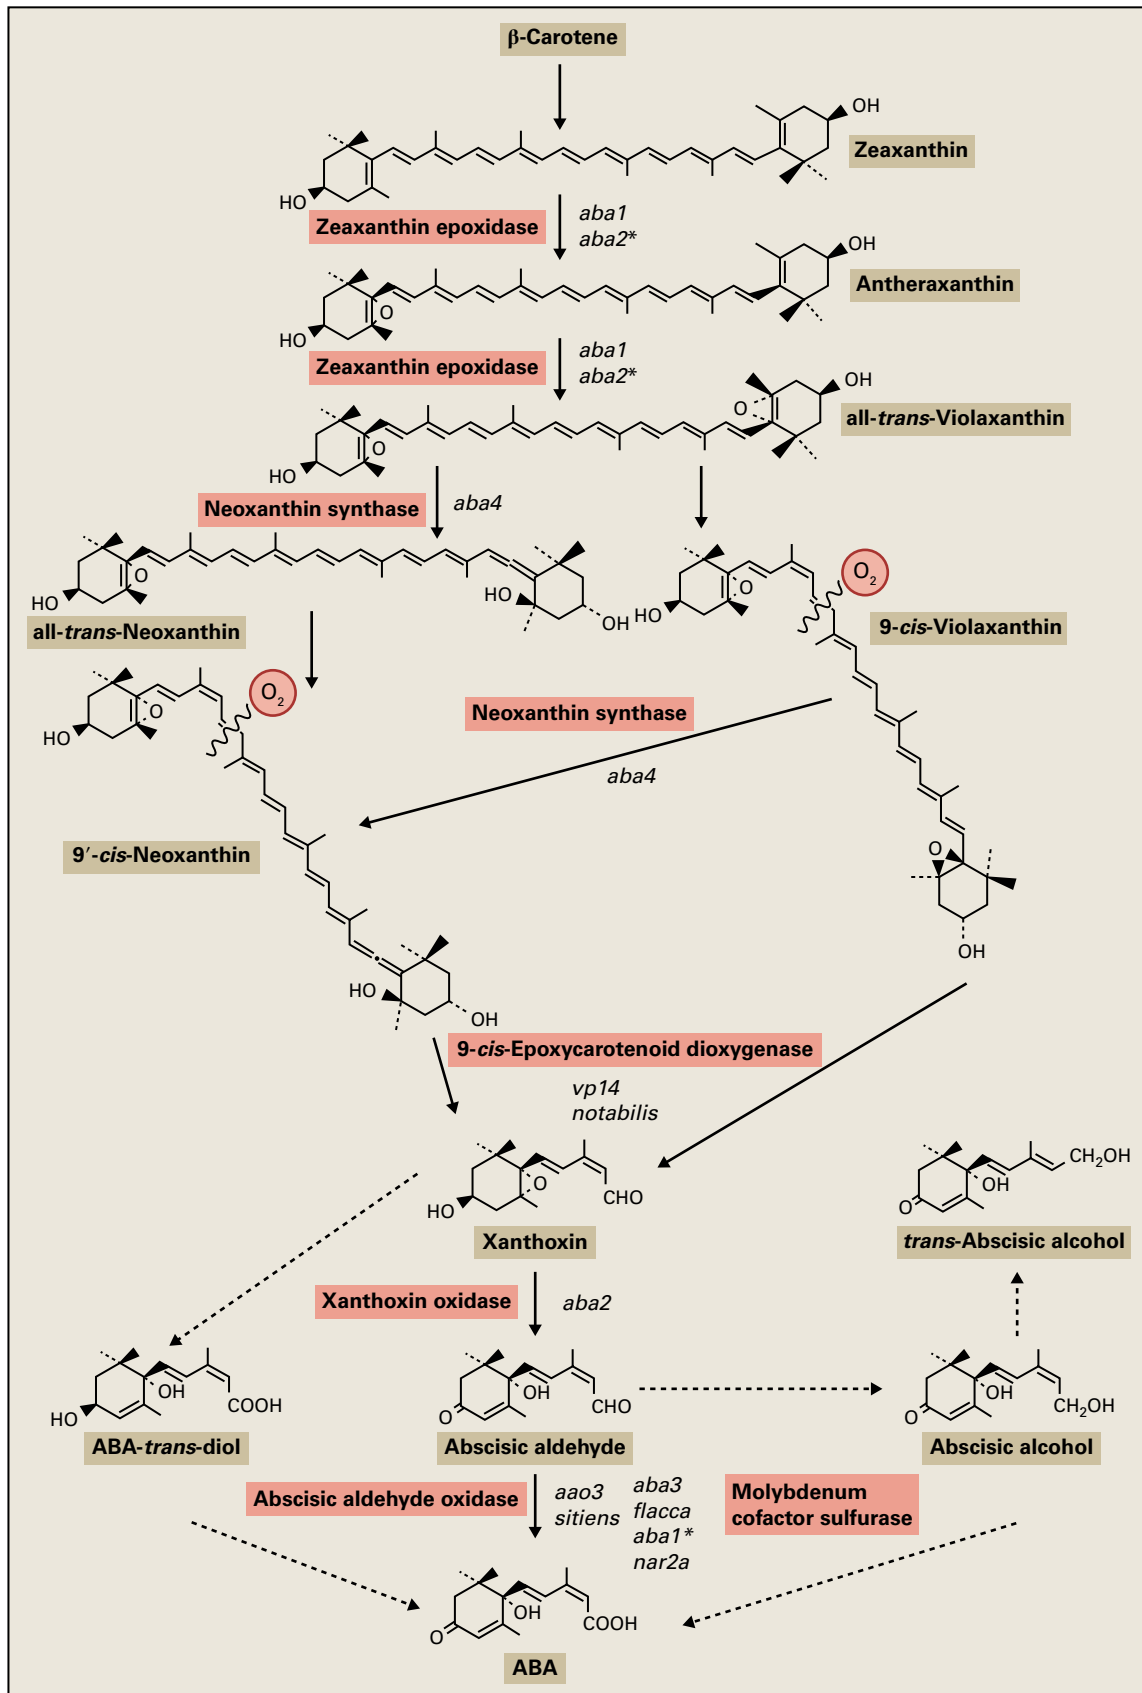 β-Carotene
OH
Zeaxanthin
HO
Zeaxanthin epoxidase
aba1
aba2*
OH
Antheraxanthin
O
HO
Zeaxanthin epoxidase
aba1
aba2*
OH
O
all-trans-Violaxanthin
O
HO
Neoxanthin synthase
aba4
O
HO
HO
OH
all-trans-Neoxanthin
O2
O
HO
9-cis-Violaxanthin
O2
O
HO
Neoxanthin synthase
aba4
9′-cis-Neoxanthin
O
OH
HO
OH
9-cis-Epoxycarotenoid dioxygenase
vp14
notabilis
O
CHO
HO
Xanthoxin
CH2OH
OH
O
trans-Abscisic alcohol
Xanthoxin oxidase
aba2
OH
COOH
HO
ABA-trans-diol
OH
CHO
O
Abscisic aldehyde
OH
CH2OH
O
Abscisic alcohol
Abscisic aldehyde oxidase
aao3
sitiens
aba3
flacca
aba1*
nar2a
Molybdenum
cofactor sulfurase
OH
COOH
O
ABA